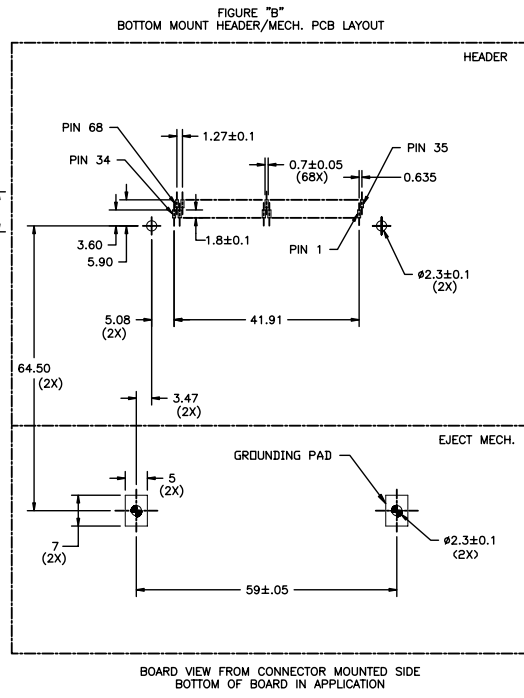 FIGURE "B"
BOTTOM MOUNT HEADER/MECH. PCB LAYOUT
HEADER
PIN 68
1.27±0.1
PIN 35
PIN 34
0.7±0.05
(68X)
0.635
3.60
1.8±0.1
PIN 1
5.90
ø2.3±0.1
(2X)
5.08
(2X)
41.91
64.50
(2X)
3.47
(2X)
EJECT MECH.
GROUNDING PAD
5
(2X)
7
(2X)
ø2.3±0.1
(2X)
59±.05
BOARD VIEW FROM CONNECTOR MOUNTED SIDE
BOTTOM OF BOARD IN APPLICATION